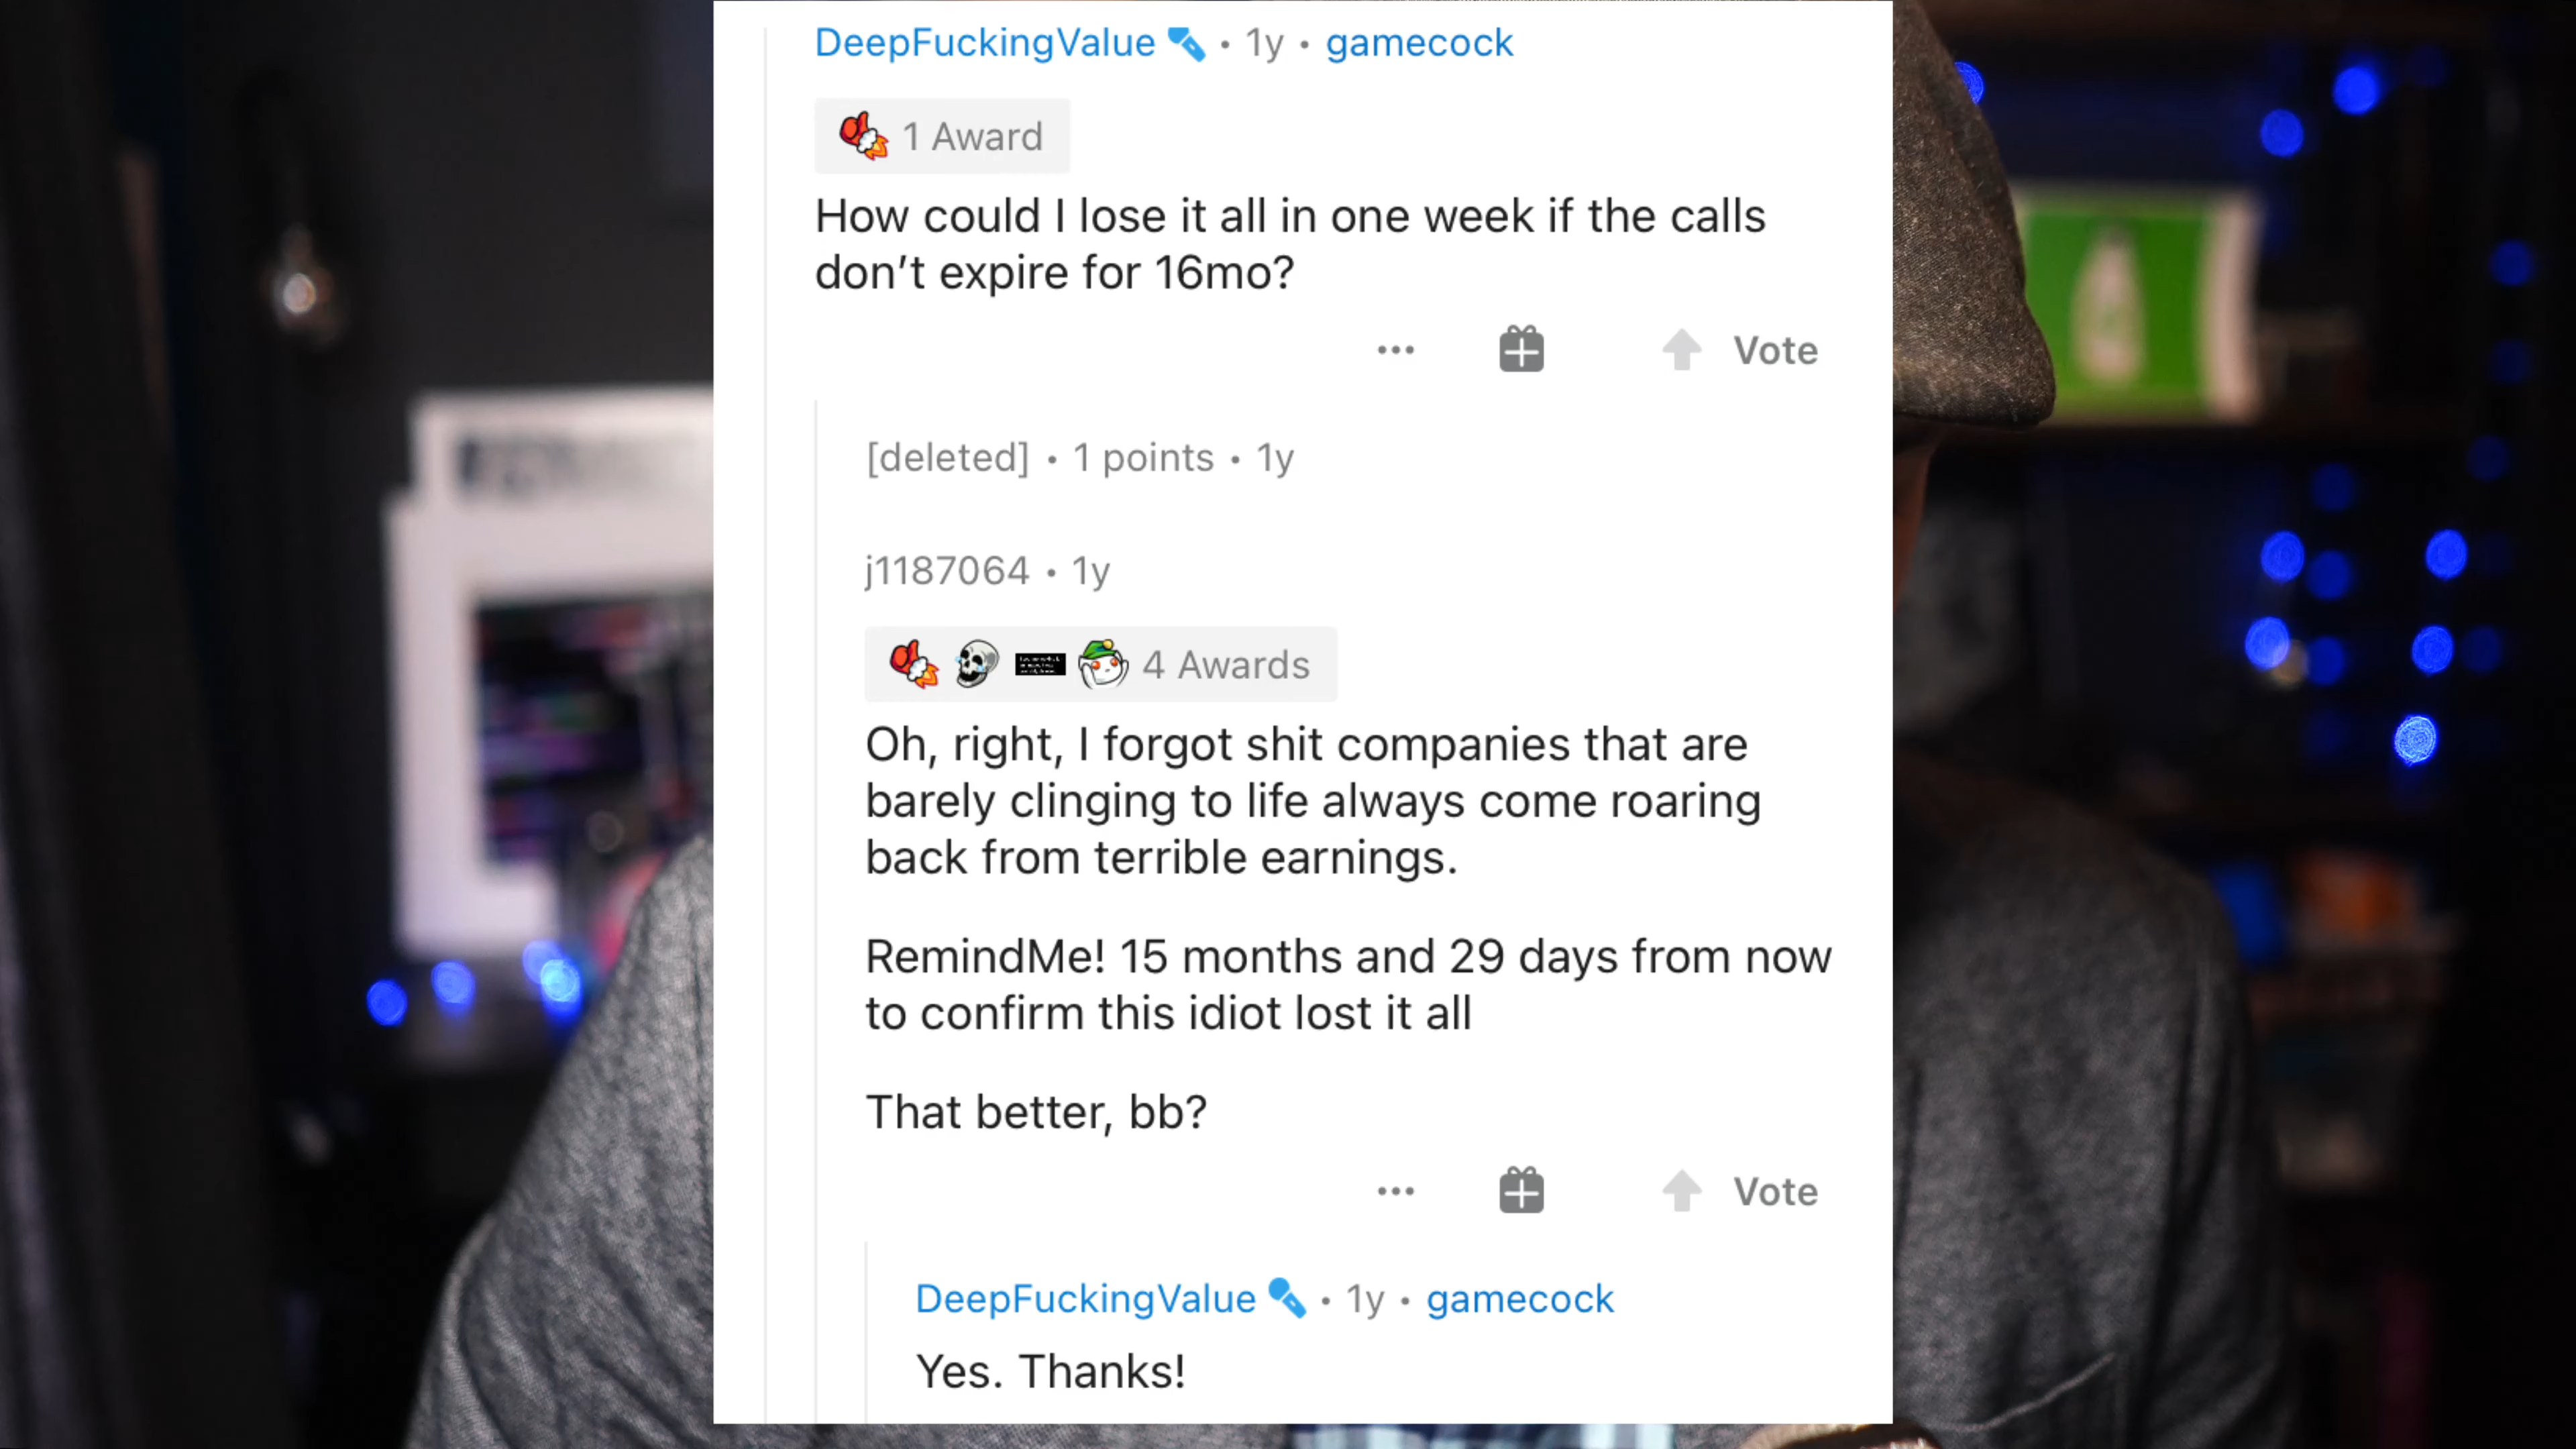 DeepFuckingValue • 1y • gamecock
1 Award
How could I lose it all in one week if the calls
don't expire for 16mo?
Vote
[deleted] • 1 points • 1y
j1187064 • 1y
4 Awards
Oh, right, I forgot shit companies that are
barely clinging to life always come roaring
back from terrible earnings.
RemindMe! 15 months and 29 days from now
to confirm this idiot lost it all
That better, bb?
Vote
DeepFuckingValue • 1y • gamecock
Yes. Thanks!